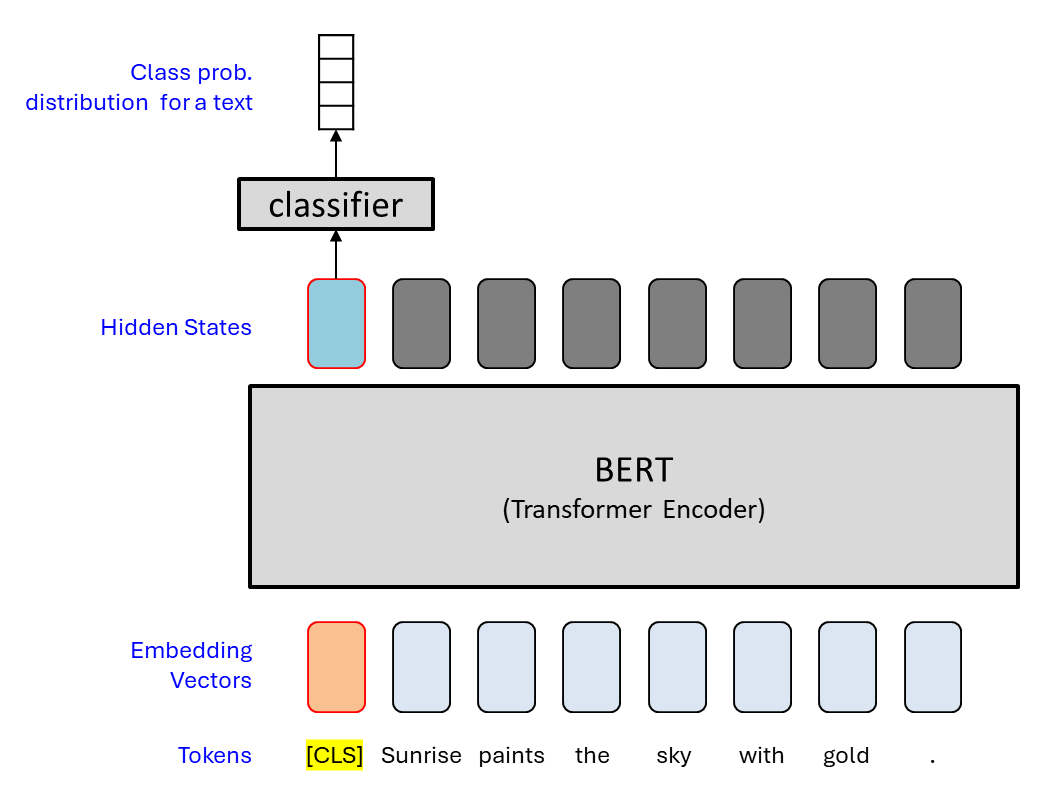 Class prob.
distribution for a text
classifier
Hidden States
BERT
(Transformer Encoder)
Embedding
Vectors
Tokens [CLS] Sunrise paints the sky with gold .